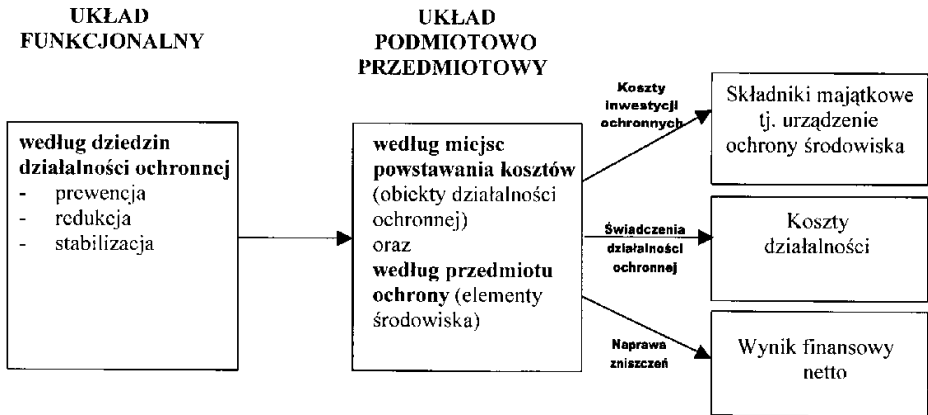 UKŁAD
FUNKCJONALNY
UKŁAD
PODMIOTOWO
PRZEDMIOTOWY
według dziedzin
działalności ochronnej
- prewencja
- redukcja
- stabilizacja
według miejsc
powstawania kosztów
(obiekty działalności
ochronnej)
oraz
według przedmiotu
ochrony (elementy
środowiska)
Koszty
inwestycji
ochronnych
Świadczenia
działalności
ochronnej
Naprawa
zniszczeń
Składniki majątkowe
tj. urządzenie
ochrony środowiska
Koszty
działalności
Wynik finansowy
netto